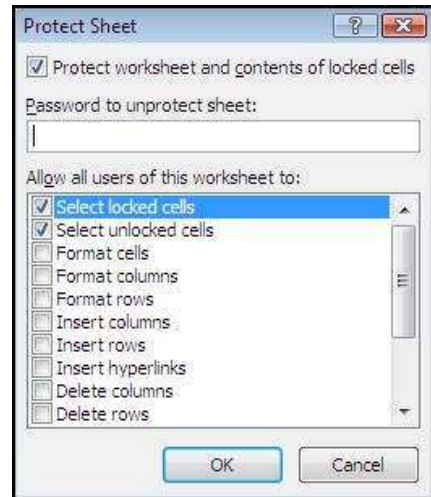 Protect Sheet
Protect worksheet and contents of locked cells
Password to unprotect sheet:
Allow all users of this worksheet to:
Select locked cells
Select unlocked cells
Format cells
Format columns
Format rows
Insert columns
Insert rows
Insert hyperlinks
Delete columns
Delete rows
OK Cancel